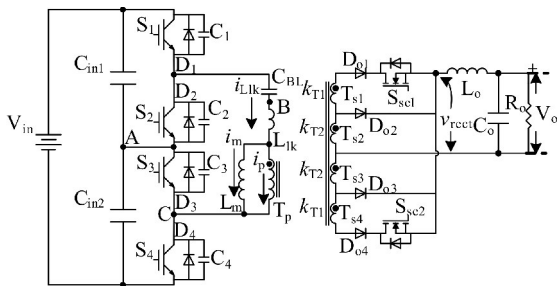 S1
C1
Cin1
D1
CBL
iLlk
B
D2
S2
C2
Vin
A
Llk
im
ip
S3
C3
D3
Lm
Tp
C
Cin2
D4
S4
C4
Do1
Ssc1
Lo
+
kT1
Ts1
Ro
Do2
vrect
Co
Vo
kT2
Ts2
-
kT2
Ts3
Do3
kT1
Ts4
Ssc2
Do4